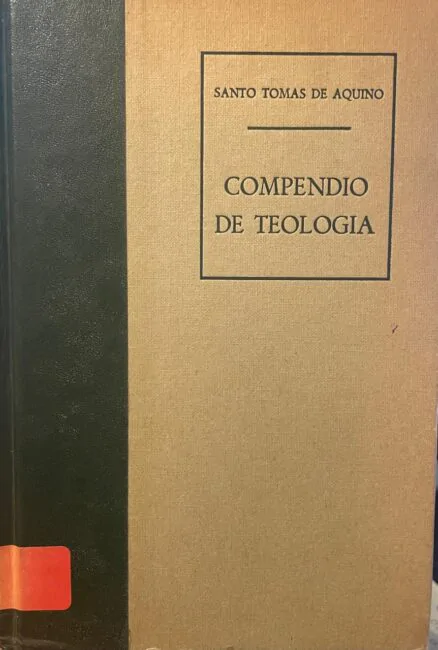 SANTO TOMAS DE AQUINO
COMPENDIO
DE TEOLOGIA